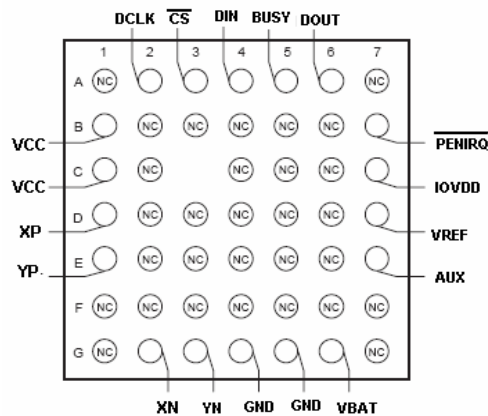 DCLK CS DIN BUSY DOUT
1 2 3 4 5 6 7
A NC NC
B NC NC NC NC NC
VCC PENIRQ
C NC NC NC NC
VCC IOVDD
D NC NC NC NC NC
XP VREF
E NC NC NC NC NC
YP. AUX
F NC NC NC NC NC NC NC
G NC NC
XN YN GND GND VBAT